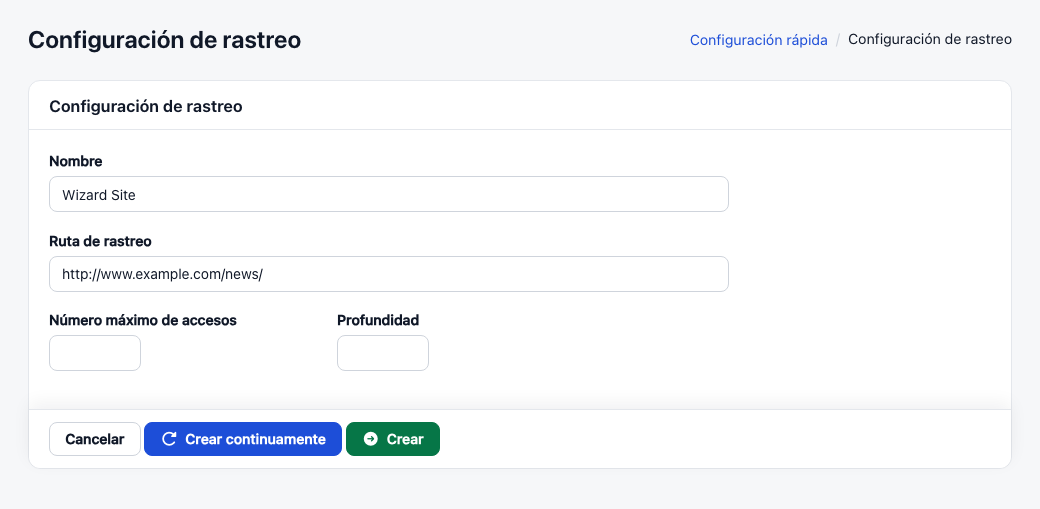 Configuración de rastreo
Configuración rápida / Configuración de rastreo
Configuración de rastreo
Nombre
Wizard Site
Ruta de rastreo
http://www.example.com/news/
Número máximo de accesos Profundidad
Cancelar Crear continuamente Crear